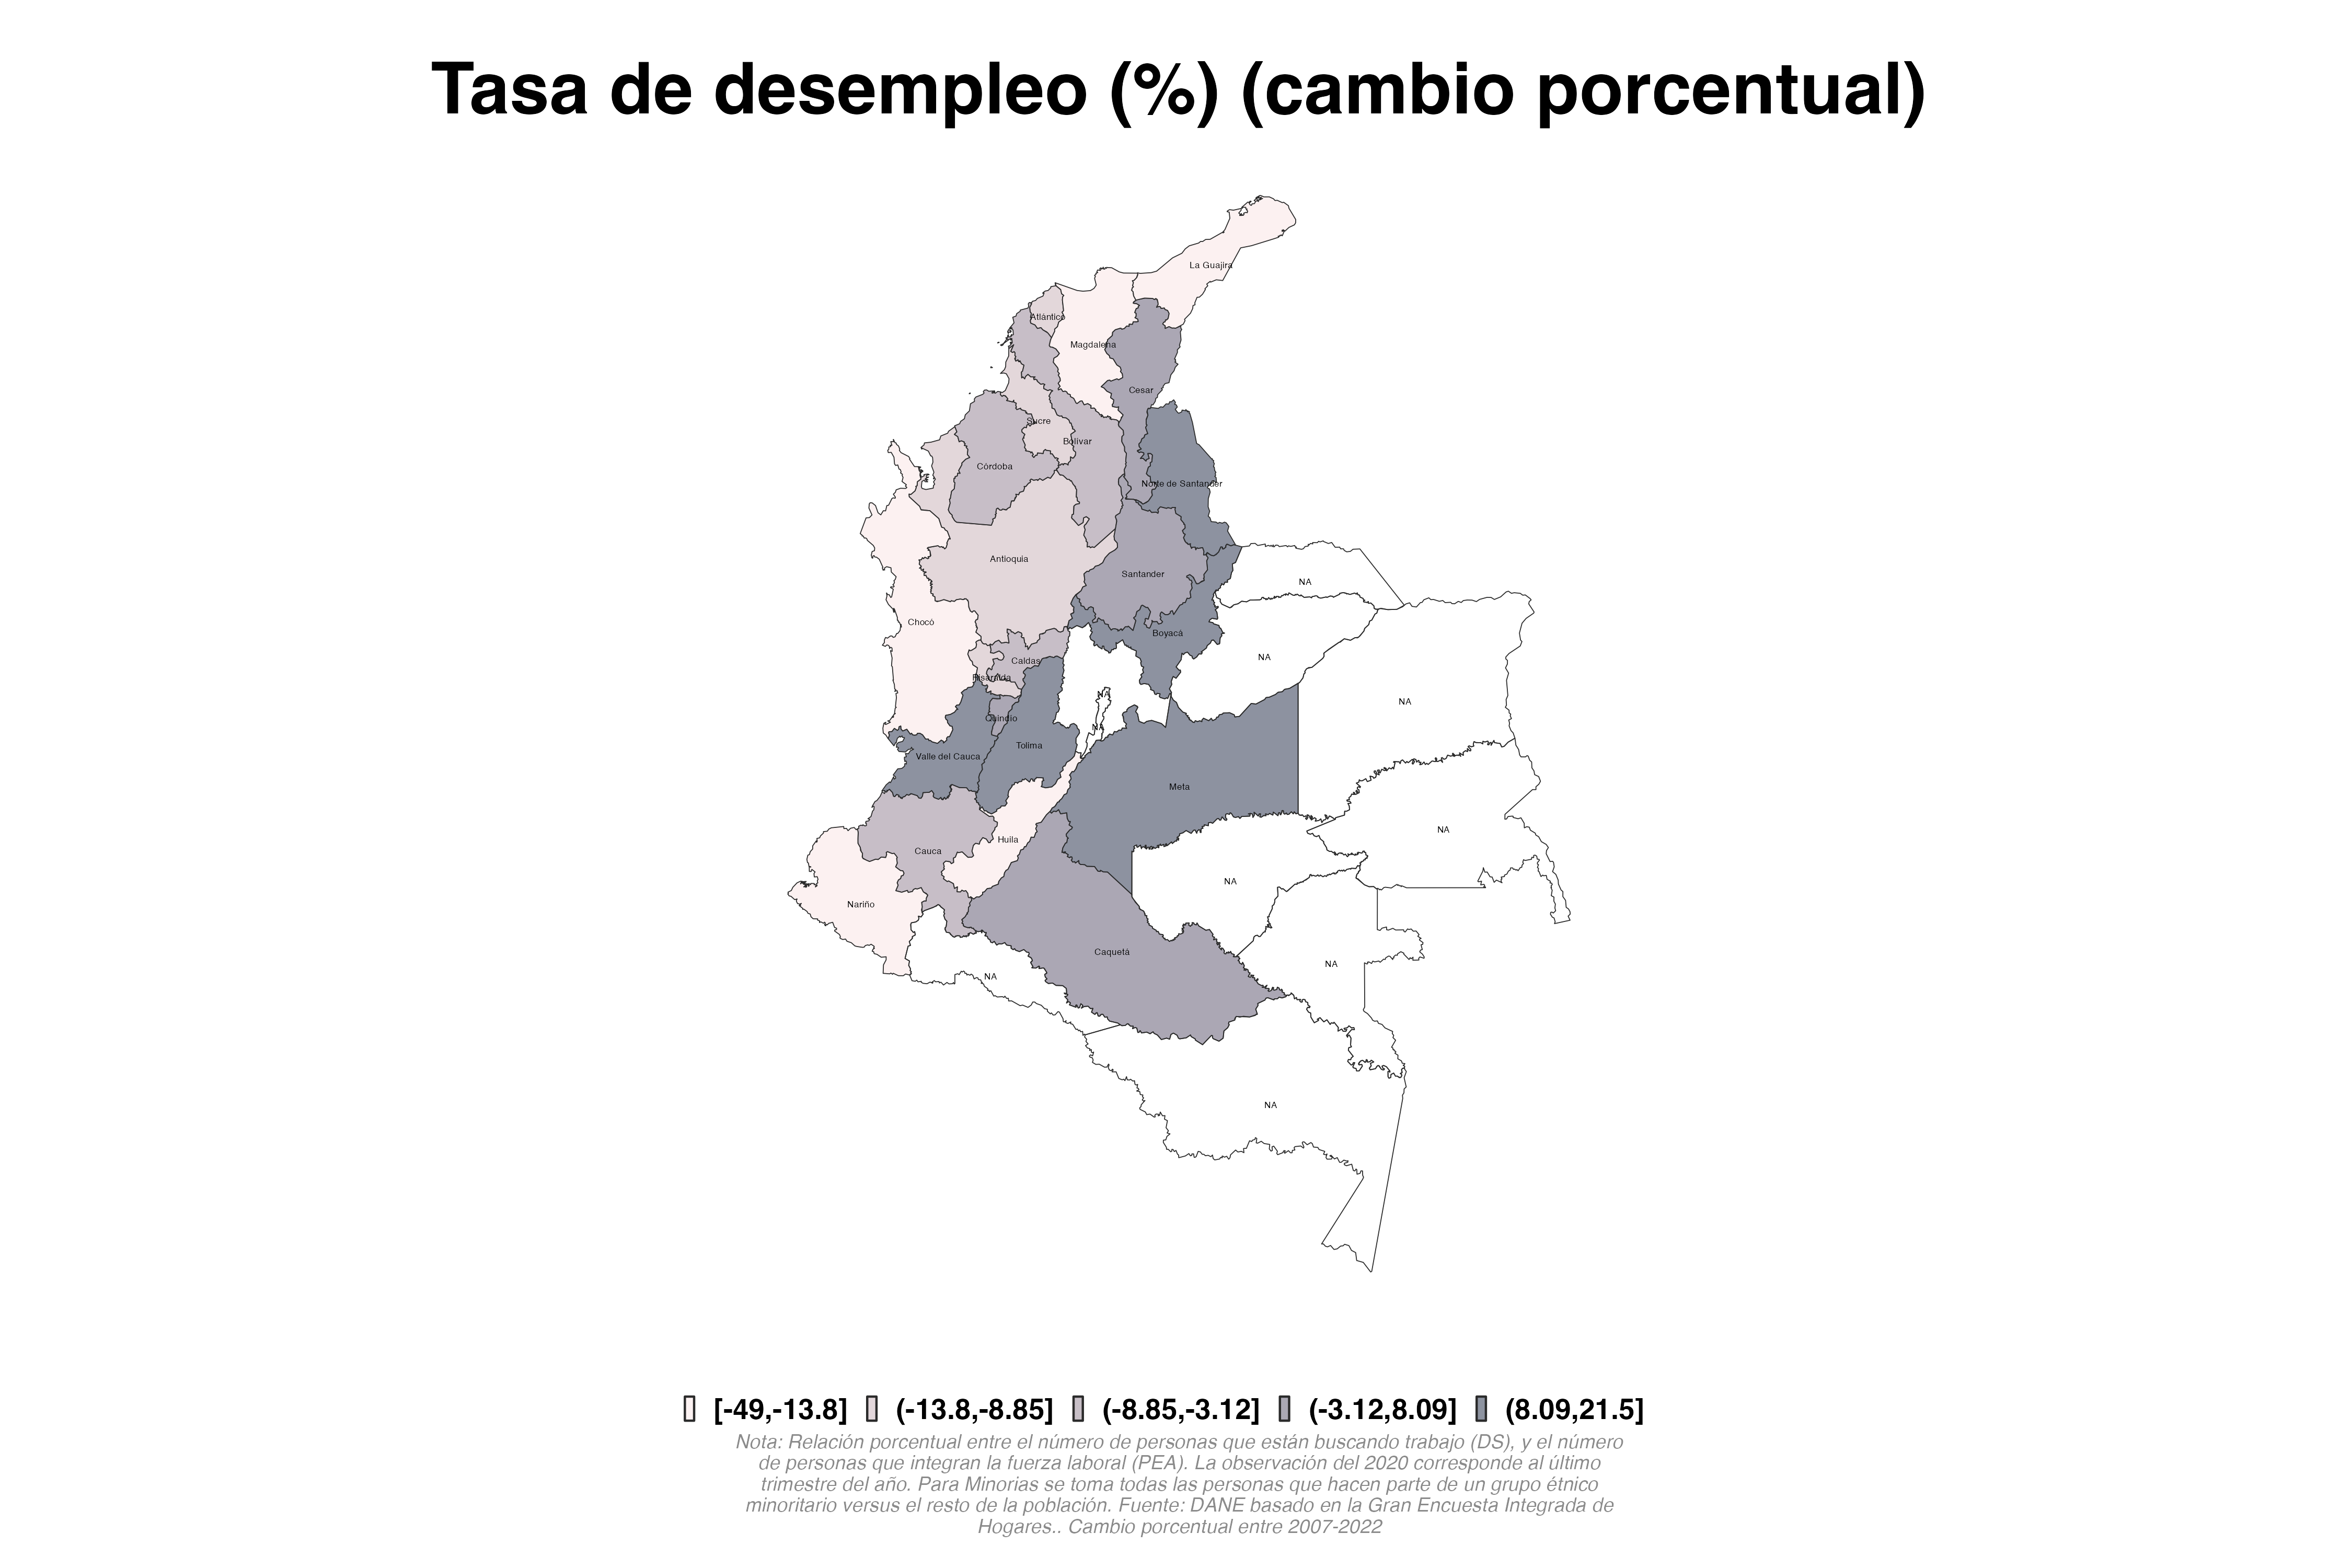 Tasa de desempleo (%) (cambio porcentual)
La Guajira
Atlántico
Magdalena
Cesar
Sucre
Bolívar
Córdoba
Norte de Santander
Antioquia
Santander
NA
Chocó
Boyacá
NA
Caldas
Risaralda
NA
NA
Quindío
NA
Tolima
Valle del Cauca
Meta
NA
Huila
Cauca
NA
Nariño
Caquetá
NA
NA
NA
[-49,-13.8] (-13.8,-8.85] (-8.85,-3.12] (-3.12,8.09] (8.09,21.5]
Nota: Relación porcentual entre el número de personas que están buscando trabajo (DS), y el número
de personas que integran la fuerza laboral (PEA). La observación del 2020 corresponde al último
trimestre del año. Para Minorias se toma todas las personas que hacen parte de un grupo étnico
minoritario versus el resto de la población. Fuente: DANE basado en la Gran Encuesta Integrada de
Hogares.. Cambio porcentual entre 2007-2022